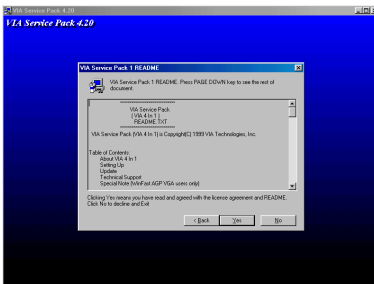 VIA Service Pack 4.20
VIA Service Pack 4.20
VIA Service Pack 1 README
VIA Service Pack 1 README. Press PAGE DOWN key to see the rest of
document.
----------------------------
VIA Service Pack
( VIA 4 In 1 )
README.TXT
----------------------------
VIA Service Pack (VIA 4 In 1) is Copyright(C) 1999 VIA Technologies, Inc.
Table of Contents:
About VIA 4 In 1
Setting Up
Update
Technical Support
Special Note (WinFast AGP VGA users only)
Clicking Yes means you have read and agreed with the license agreement and README.
Click No to decline and Exit
< Back
Yes
No